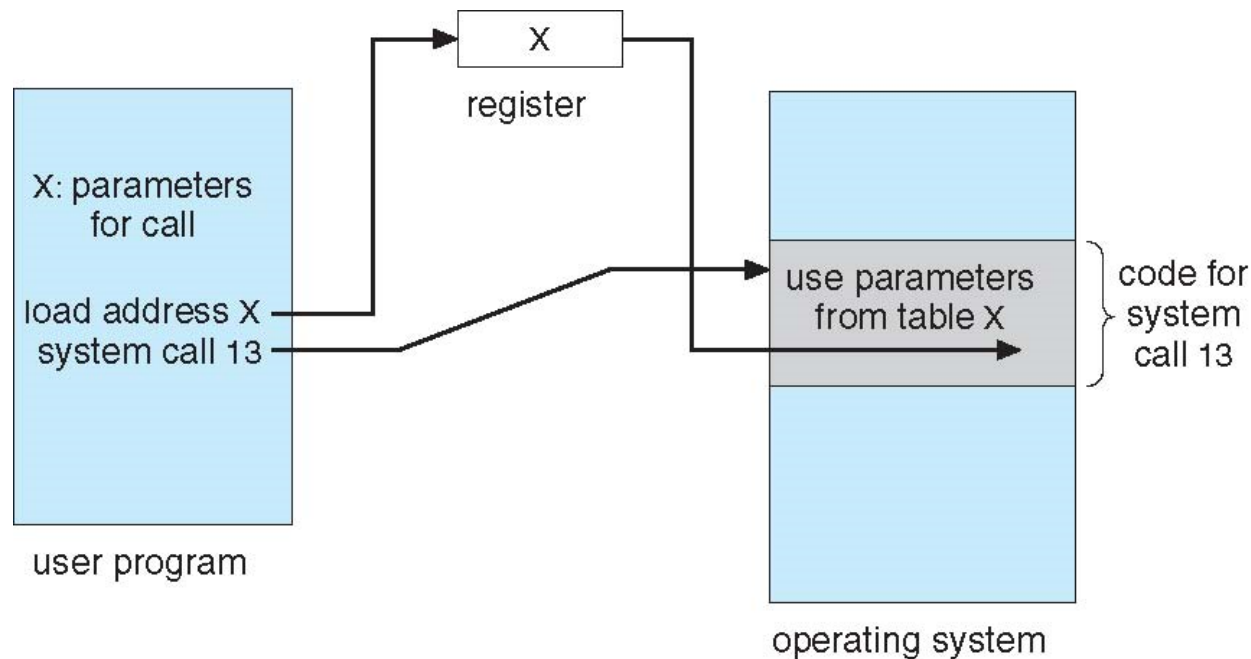 X
register
X: parameters
for call
load address X
system call 13
user program
use parameters
from table X
code for
system
call 13
operating system